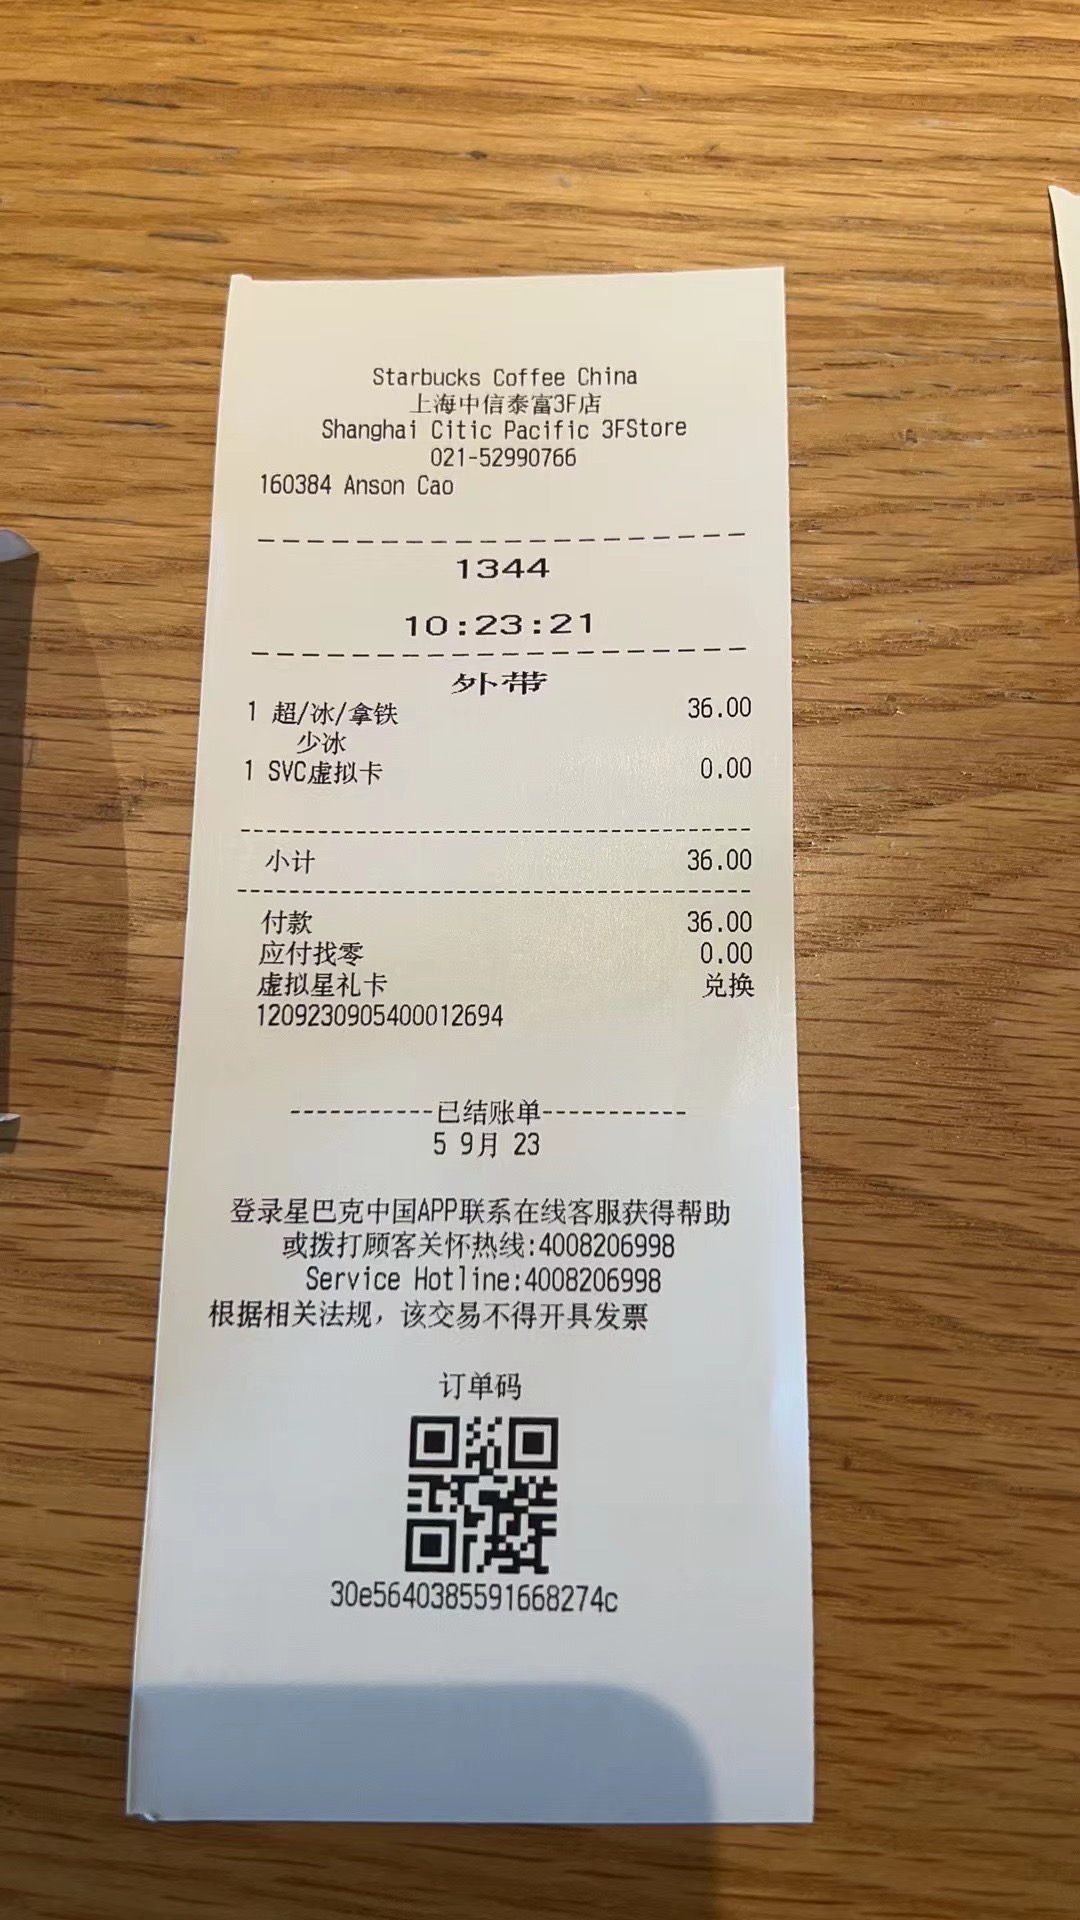 Starbucks Coffee China
上海中信泰富3F店
Shanghai Citic Pacific 3FStore
021-52990766
160384 Anson Cao
1344
10:23:21
外带
1 超/冰/拿铁 36.00
少冰
1 SVC虚拟卡 0.00
小计 36.00
付款 36.00
应付找零 0.00
虚拟星礼卡 兑换
1209230905400012694
-----------已结账单-----------
5 9月 23
登录星巴克中国APP联系在线客服获得帮助
或拨打顾客关怀热线:4008206998
Service Hotline:4008206998
根据相关法规，该交易不得开具发票
订单码
30e5640385591668274c